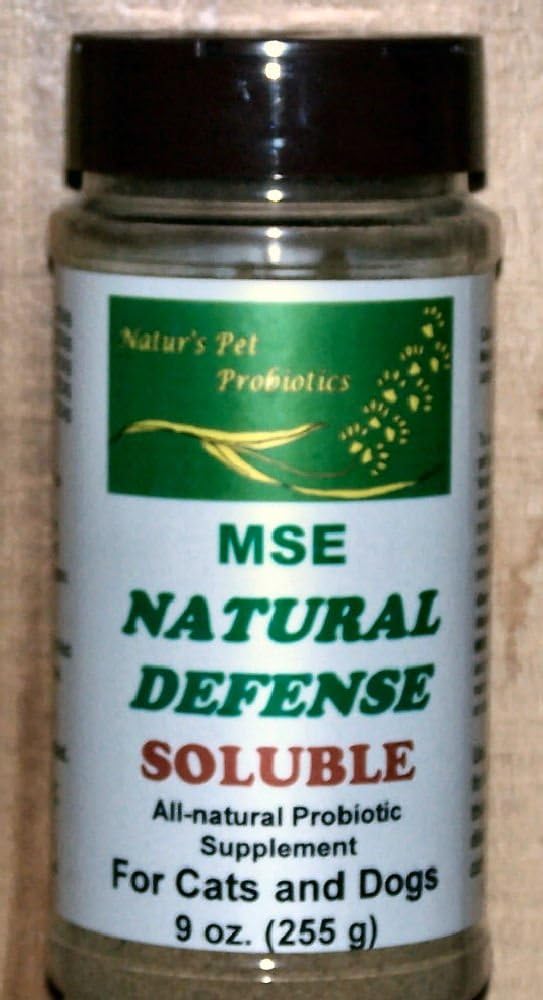 Natur's Pet
Probiotics
MSE
NATURAL
DEFENSE
SOLUBLE
All-natural Probiotic
Supplement
For Cats and Dogs
9 oz. (255 g)